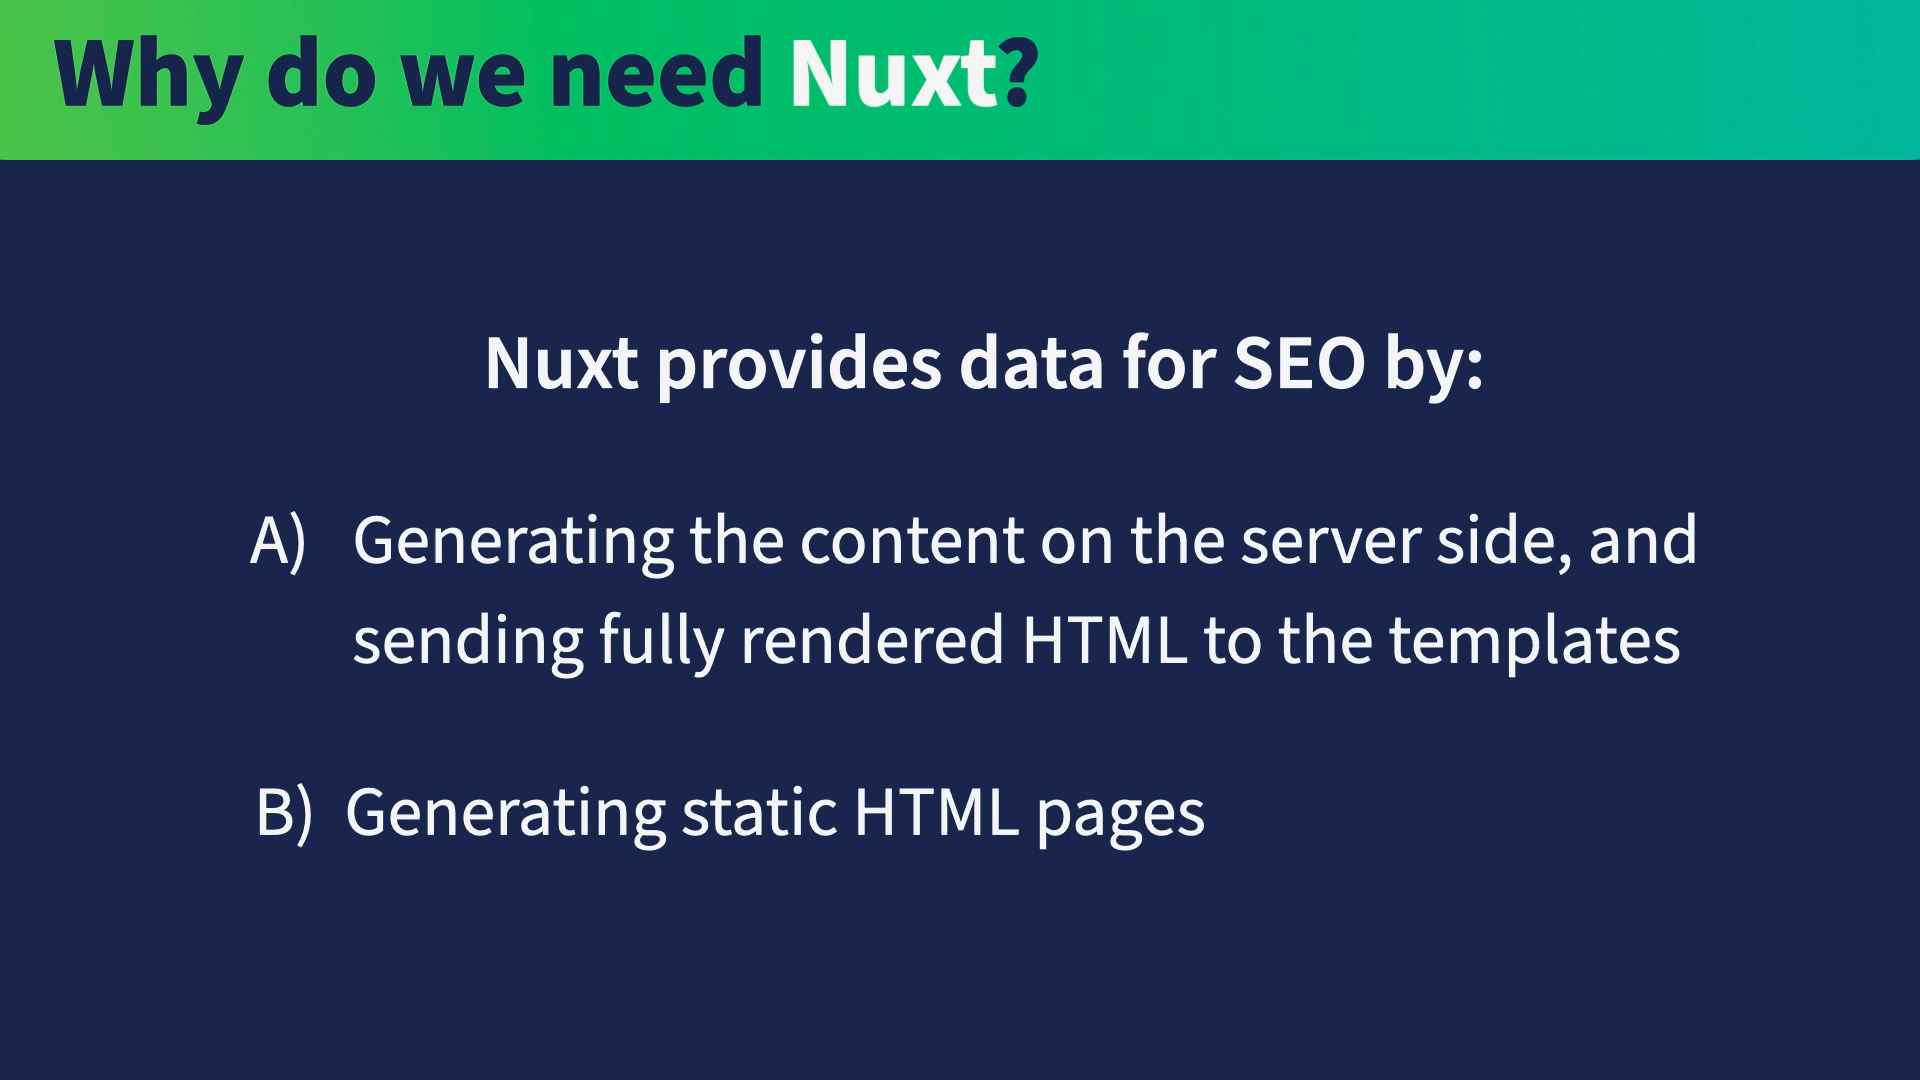 Why do we need Nuxt?
Nuxt provides data for SEO by:
A) Generating the content on the server side, and
sending fully rendered HTML to the templates
B) Generating static HTML pages